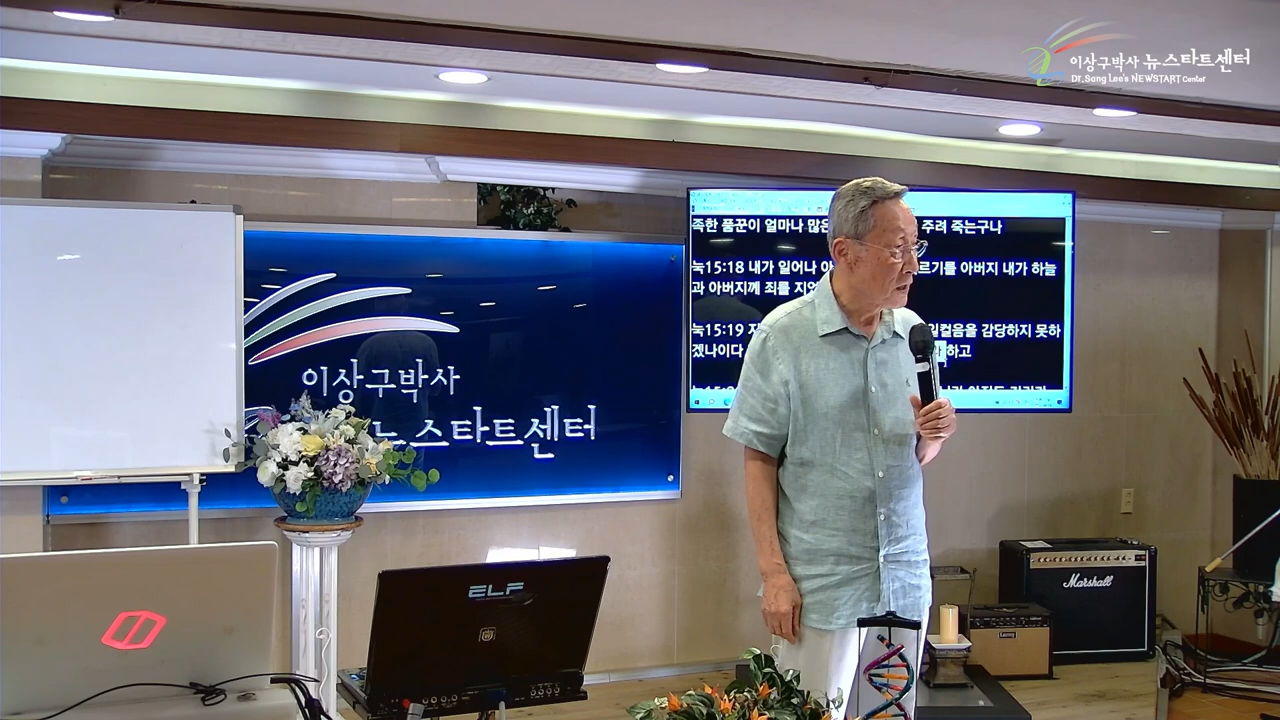 이상구박사 뉴스타트센터
Dr. Sang Lee's NEWSTART Center
족한 품꾼이 얼마나 많은
주려 죽는구나
눅15:18 내가 일어나 아
르기를 아버지 내가 하늘
과 아버지께 죄를 지었
눅15:19
일컬음을 감당하지 못하
겠나이다
하고
이상구박사
뉴스타트센터
ELF
Marshall
Laney